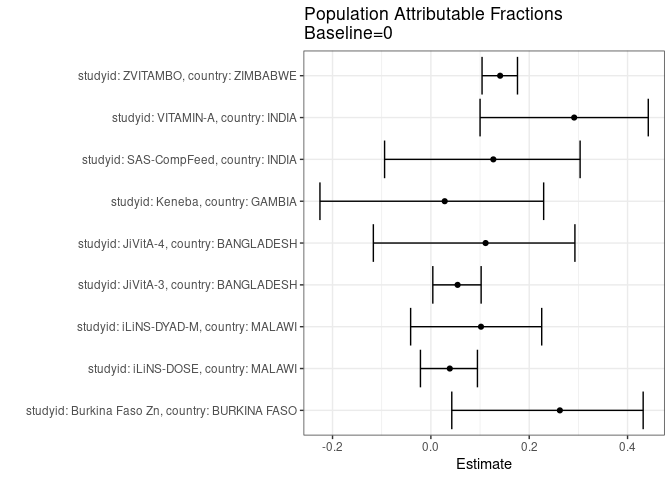 Population Attributable Fractions
Baseline=0
studyid: ZVITAMBO, country: ZIMBABWE
studyid: VITAMIN-A, country: INDIA
studyid: SAS-CompFeed, country: INDIA
studyid: Keneba, country: GAMBIA
studyid: JiVitA-4, country: BANGLADESH
studyid: JiVitA-3, country: BANGLADESH
studyid: iLiNS-DYAD-M, country: MALAWI
studyid: iLiNS-DOSE, country: MALAWI
studyid: Burkina Faso Zn, country: BURKINA FASO
-0.2 0.0 0.2 0.4
Estimate